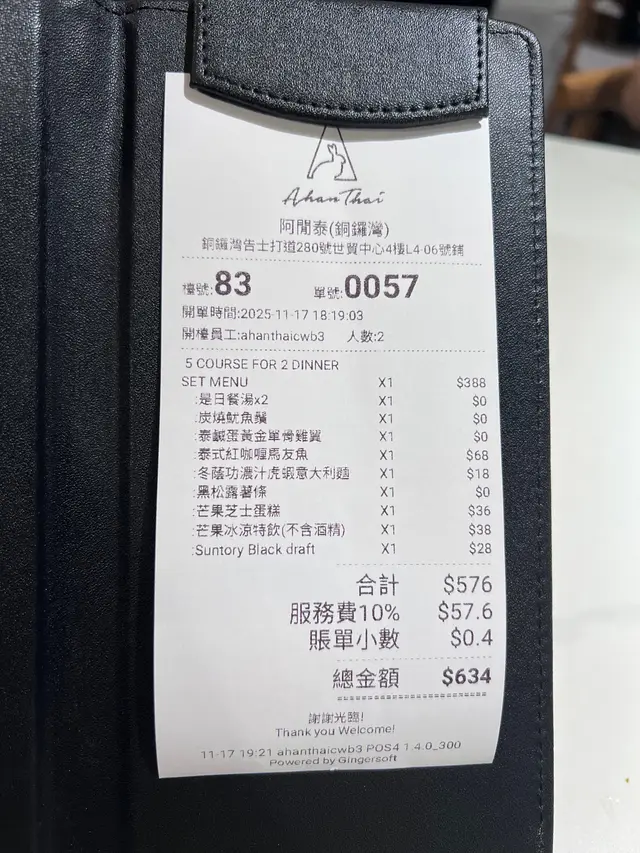 Ahan Thai
阿閒泰(銅鑼灣)
銅鑼灣告士打道280號世貿中心4樓L4-06號鋪
檯號:83 單號:0057
開單時間:2025-11-17 18:19:03
開檯員工:ahanthaicwb3 人數:2
5 COURSE FOR 2 DINNER
SET MENU X1 $388
:是日餐湯x2 X1 $0
:炭燒魷魚鬚 X1 $0
:泰鹹蛋黃金單骨雞翼 X1 $0
:泰式紅咖喱馬友魚 X1 $68
:冬蔭功濃汁虎蝦意大利麵 X1 $18
:黑松露薯條 X1 $0
:芒果芝士蛋糕 X1 $36
:芒果冰涼特飲(不含酒精) X1 $38
:Suntory Black draft X1 $28
合計 $576
服務費10% $57.6
賬單小數 $0.4
總金額 $634
謝謝光臨!
Thank you Welcome!
11-17 19:21 ahanthaicwb3 POS4 1.4.0_300
Powered by Gingersoft